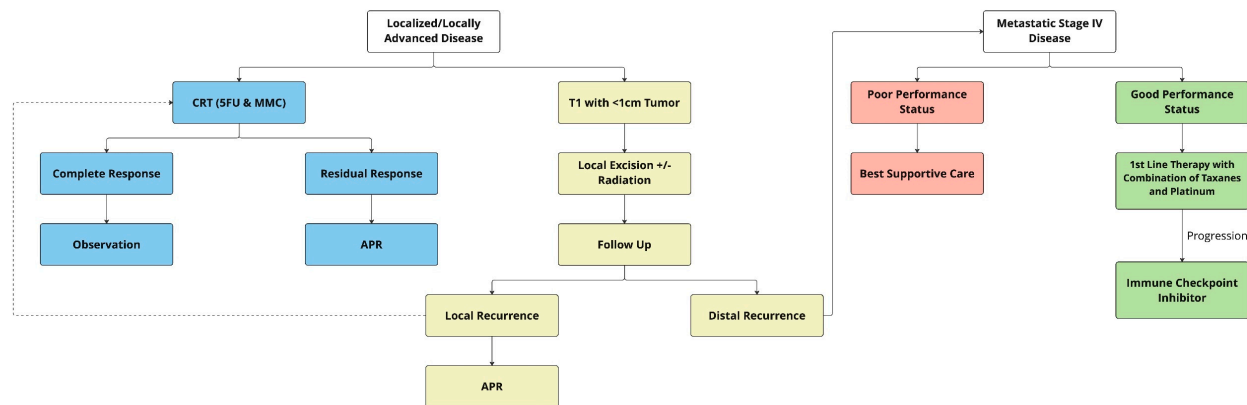 Localized/Locally
Advanced Disease
Metastatic Stage IV
Disease
CRT (5FU & MMC)
T1 with <1cm Tumor
Poor Performance
Status
Good Performance
Status
Complete Response
Residual Response
Local Excision +/-
Radiation
Best Supportive Care
1st Line Therapy with
Combination of Taxanes
and Platinum
Observation
APR
Follow Up
Progression
Immune Checkpoint
Inhibitor
Local Recurrence
Distal Recurrence
APR